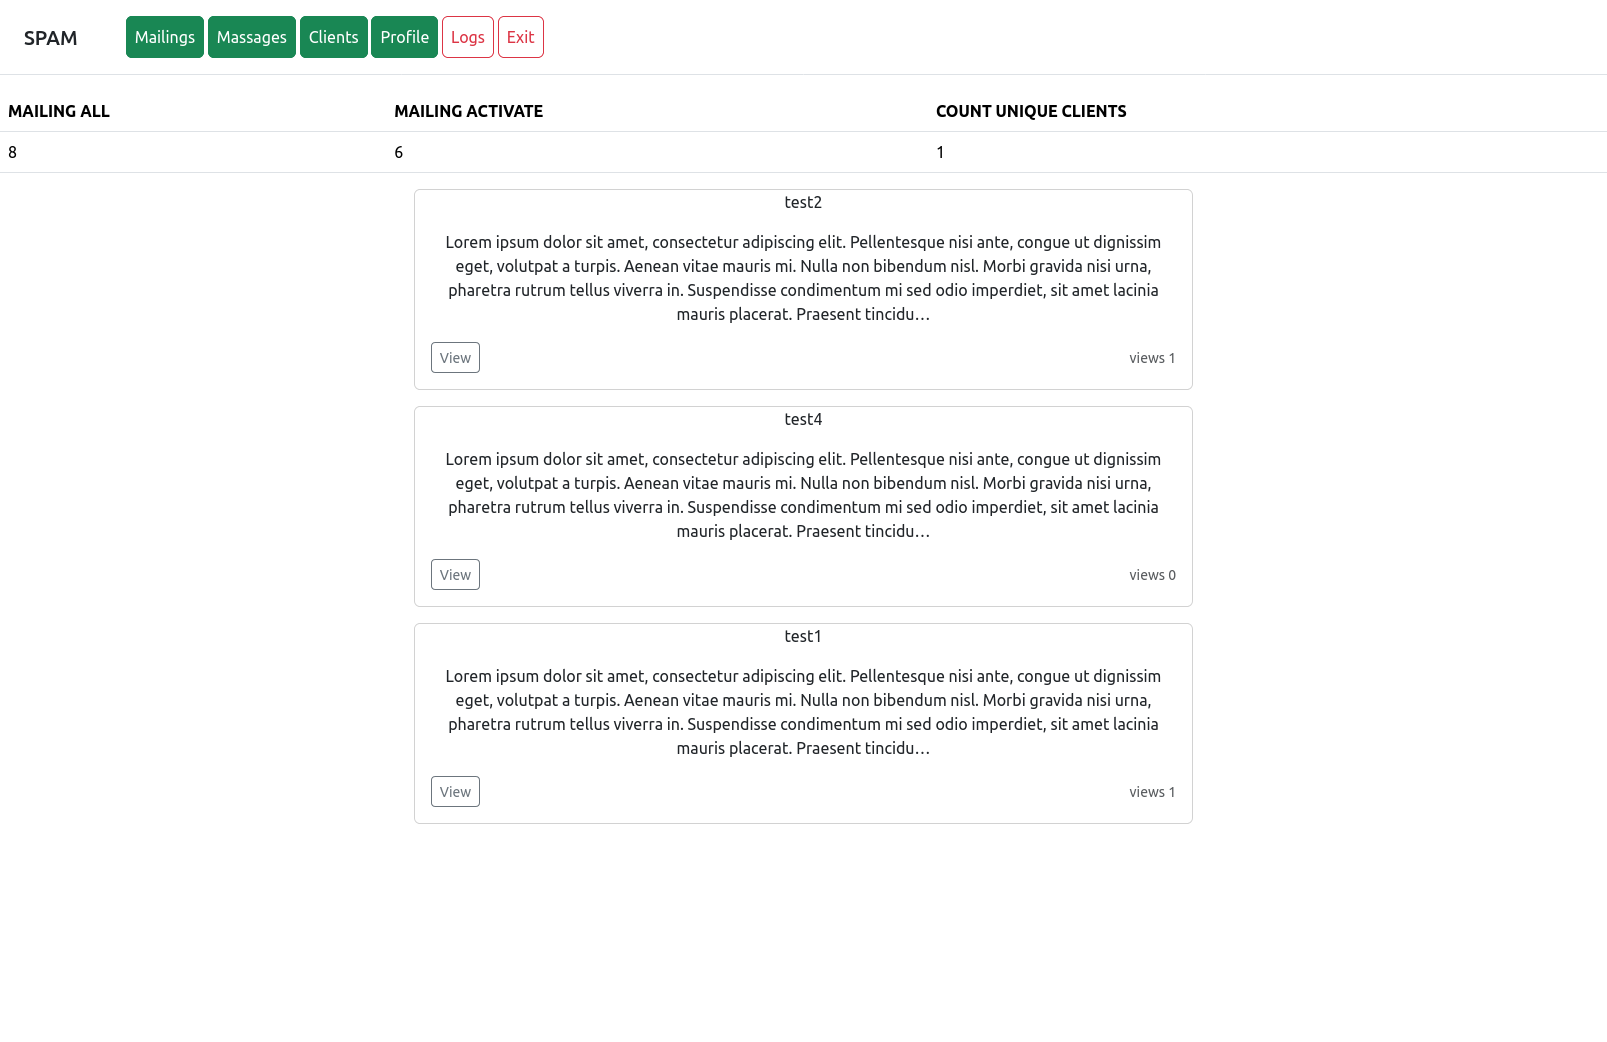 SPAM Mailings Massages Clients Profile Logs Exit
MAILING ALL MAILING ACTIVATE COUNT UNIQUE CLIENTS
8 6 1
test2
Lorem ipsum dolor sit amet, consectetur adipiscing elit. Pellentesque nisi ante, congue ut dignissim
eget, volutpat a turpis. Aenean vitae mauris mi. Nulla non bibendum nisl. Morbi gravida nisi urna,
pharetra rutrum tellus viverra in. Suspendisse condimentum mi sed odio imperdiet, sit amet lacinia
mauris placerat. Praesent tincidu…
View views 1
test4
Lorem ipsum dolor sit amet, consectetur adipiscing elit. Pellentesque nisi ante, congue ut dignissim
eget, volutpat a turpis. Aenean vitae mauris mi. Nulla non bibendum nisl. Morbi gravida nisi urna,
pharetra rutrum tellus viverra in. Suspendisse condimentum mi sed odio imperdiet, sit amet lacinia
mauris placerat. Praesent tincidu…
View views 0
test1
Lorem ipsum dolor sit amet, consectetur adipiscing elit. Pellentesque nisi ante, congue ut dignissim
eget, volutpat a turpis. Aenean vitae mauris mi. Nulla non bibendum nisl. Morbi gravida nisi urna,
pharetra rutrum tellus viverra in. Suspendisse condimentum mi sed odio imperdiet, sit amet lacinia
mauris placerat. Praesent tincidu…
View views 1